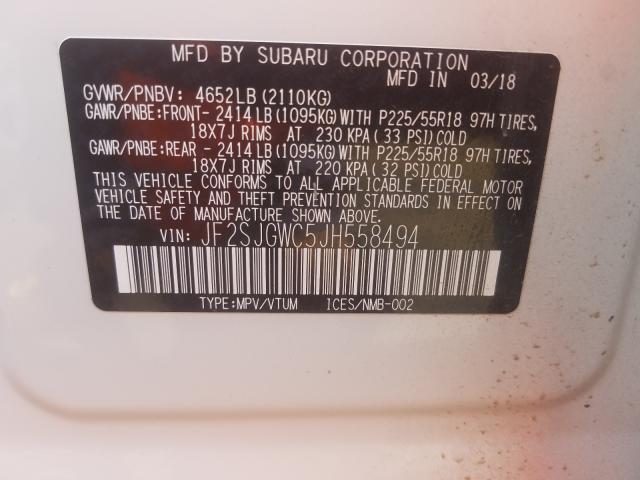 MFD BY SUBARU CORPORATION
MFD IN 03/18
GVWR/PNBV: 4652LB(2110KG)
GAWR/PNBE:FRONT- 2414LB(1095KG)WITH P225/55R18 97H TIRES,
18X7J RIMS AT 230 KPA(33 PSI)COLD
GAWR/PNBE:REAR - 2414LB(1095KG)WITH P225/55R18 97H TIRES,
18X7J RIMS AT 220 KPA(32 PSI)COLD
THIS VEHICLE CONFORMS TO ALL APPLICABLE FEDERAL MOTOR
VEHICLE SAFETY AND THEFT PREVENTION STANDARDS IN EFFECT ON
THE DATE OF MANUFACTURE SHOWN ABOVE.
VIN: JF2SJGWC5JH558494
TYPE:MPV/VTUM ICES/NMB-002